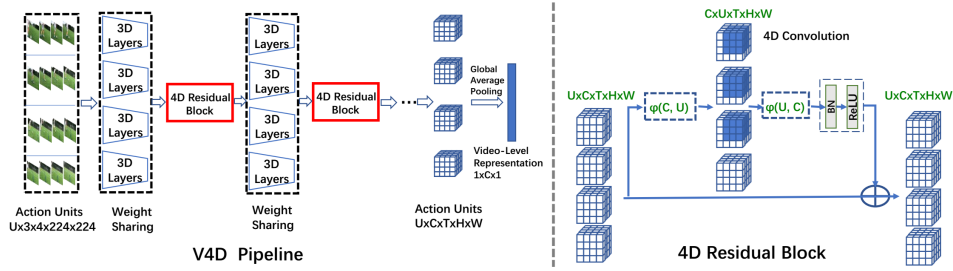 3D
Layers
3D
Layers
3D
Layers
3D
Layers
4D Residual
Block
3D
Layers
3D
Layers
3D
Layers
3D
Layers
4D Residual
Block
Global
Average
Pooling
Video-Level
Representation
1xCx1
Action Units
Ux3x4x224x224
Weight
Sharing
Weight
Sharing
Action Units
UxCxTxHxW
V4D Pipeline
CxUxTxHxW
4D Convolution
UxCxTxHxW
φ(C, U)
φ(U, C)
BN
ReLU
UxCxTxHxW
4D Residual Block